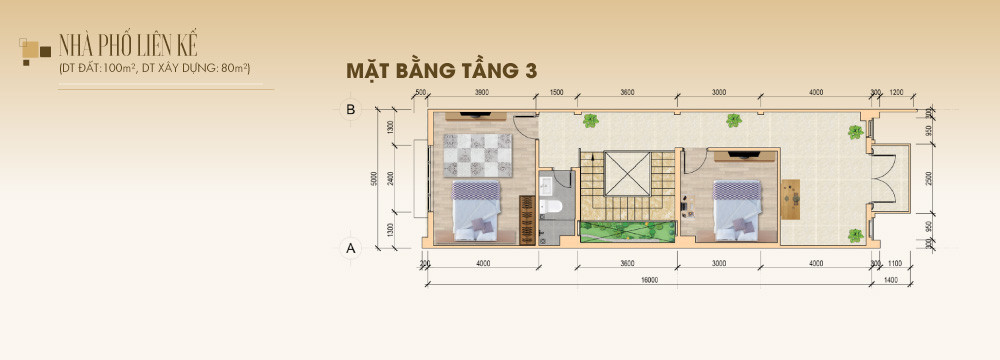 NHÀ PHỐ LIÊN KẾ
(DT ĐẤT: 100m², DT XÂY DỰNG: 80m²)
MẶT BẰNG TẦNG 3
500 3900 1500 3600 3000 4000 300 1200
B
A
5000
1300
2400
1300
300
950
2500
950
300
200 4000 3600 3000 4000 300 1100
16000 1400